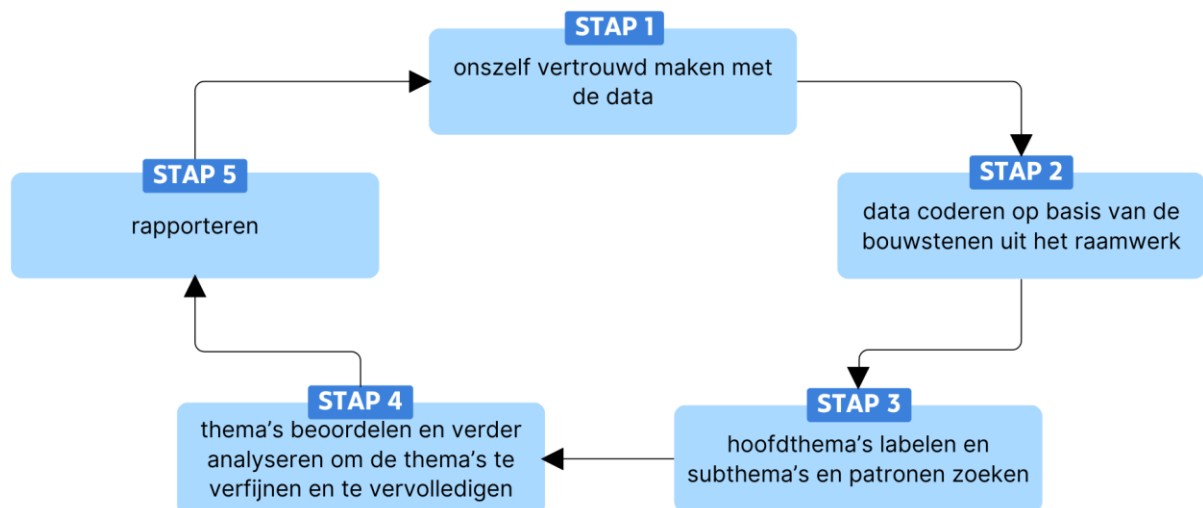 STAP 1
onszelf vertrouwd maken met
de data
STAP 2
data coderen op basis van de
bouwstenen uit het raamwerk
STAP 3
hoofdthema's labelen en
subthema's en patronen zoeken
STAP 4
thema's beoordelen en verder
analyseren om de thema's te
verfijnen en te vervolledigen
STAP 5
rapporteren